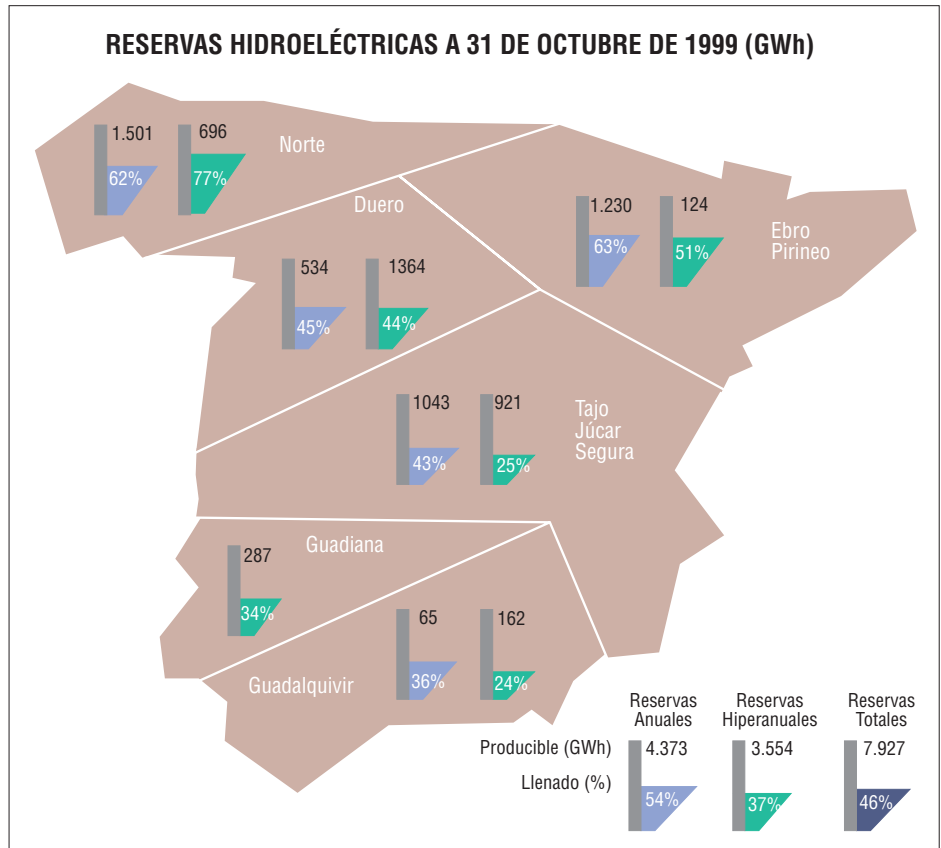 RESERVAS HIDROELÉCTRICAS A 31 DE OCTUBRE DE 1999 (GWh)
1.501
696
Norte
62%
77%
Duero
1.230
124
Ebro
Pirineo
63%
51%
534
1364
45%
44%
1043
921
Tajo
Júcar
Segura
43%
25%
Guadiana
287
34%
65
162
Guadalquivir
36%
24%
Reservas
Anuales
Reservas
Hiperanuales
Reservas
Totales
Producible (GWh)
4.373
3.554
7.927
Llenado (%)
54%
37%
46%